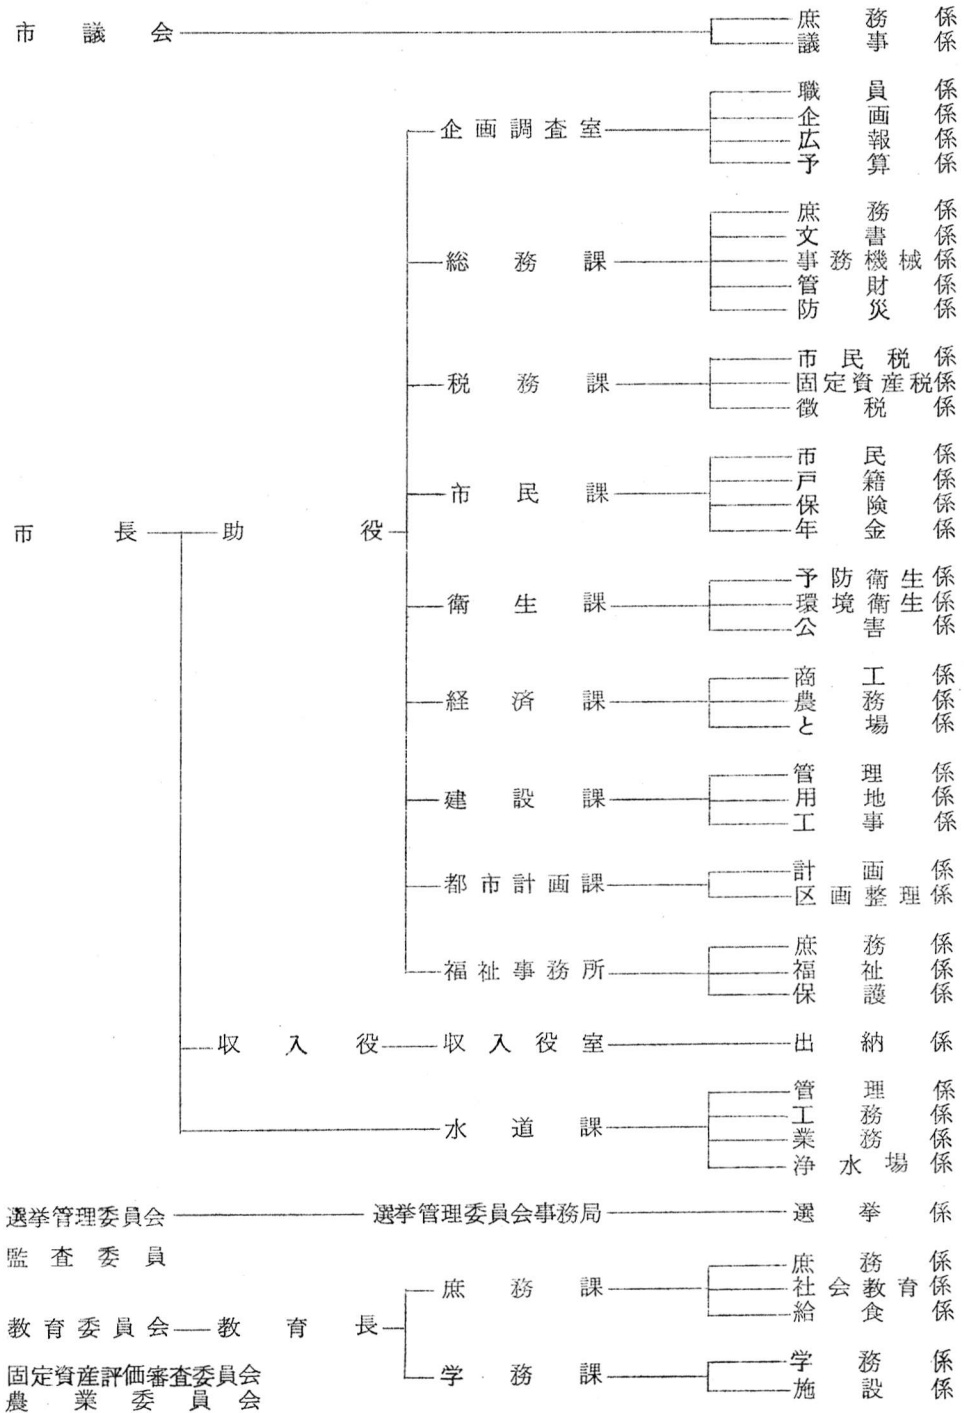 市議会
庶務係
議事係
企画調査室
職員係
企画係
広報係
予算係
総務課
庶務係
文書係
事務機械係
管財係
防災係
税務課
市民税係
固定資産税係
徴税係
市民課
市民係
戸籍係
保険係
年金係
市長
助役
衛生課
予防衛生係
環境衛生係
公害係
経済課
商工係
農務係
と場係
建設課
管理係
用地係
工事係
都市計画課
計画係
区画整理係
福祉事務所
庶務係
福祉係
保護係
収入役
収入役室
出納係
水道課
管理係
工務係
業務係
浄水場係
選挙管理委員会
選挙管理委員会事務局
選挙係
監査委員
教育委員会
教育長
庶務課
庶務係
社会教育係
給食係
学務課
学務係
施設係
固定資産評価審査委員会
農業委員会